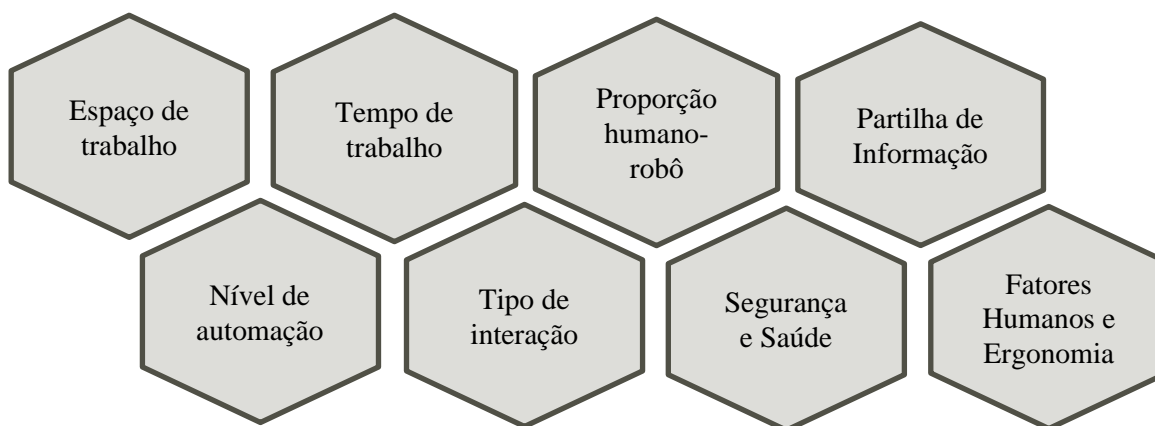 Espaço de
trabalho
Tempo de
trabalho
Proporção
humano-
robô
Partilha de
Informação
Nível de
automação
Tipo de
interação
Segurança
e Saúde
Fatores
Humanos e
Ergonomia